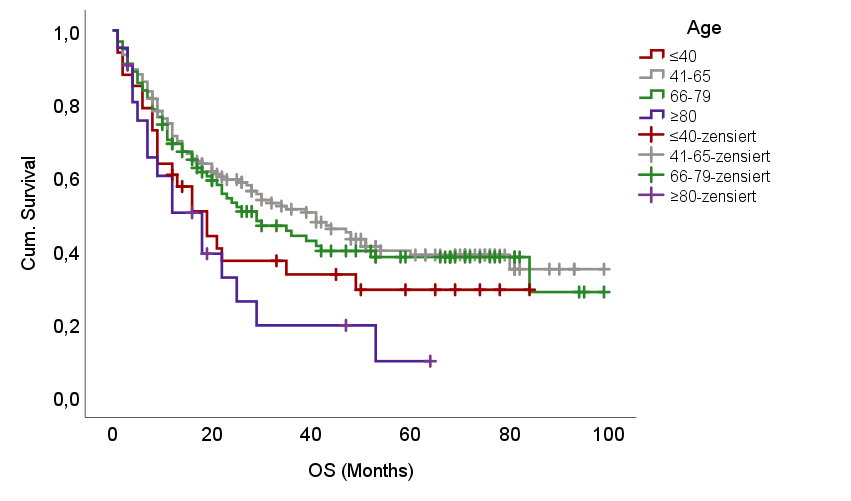 Age
≤40
41-65
66-79
≥80
≤40-zensiert
41-65-zensiert
66-79-zensiert
≥80-zensiert
Cum. Survival
1,0
0,8
0,6
0,4
0,2
0,0
0 20 40 60 80 100
OS (Months)